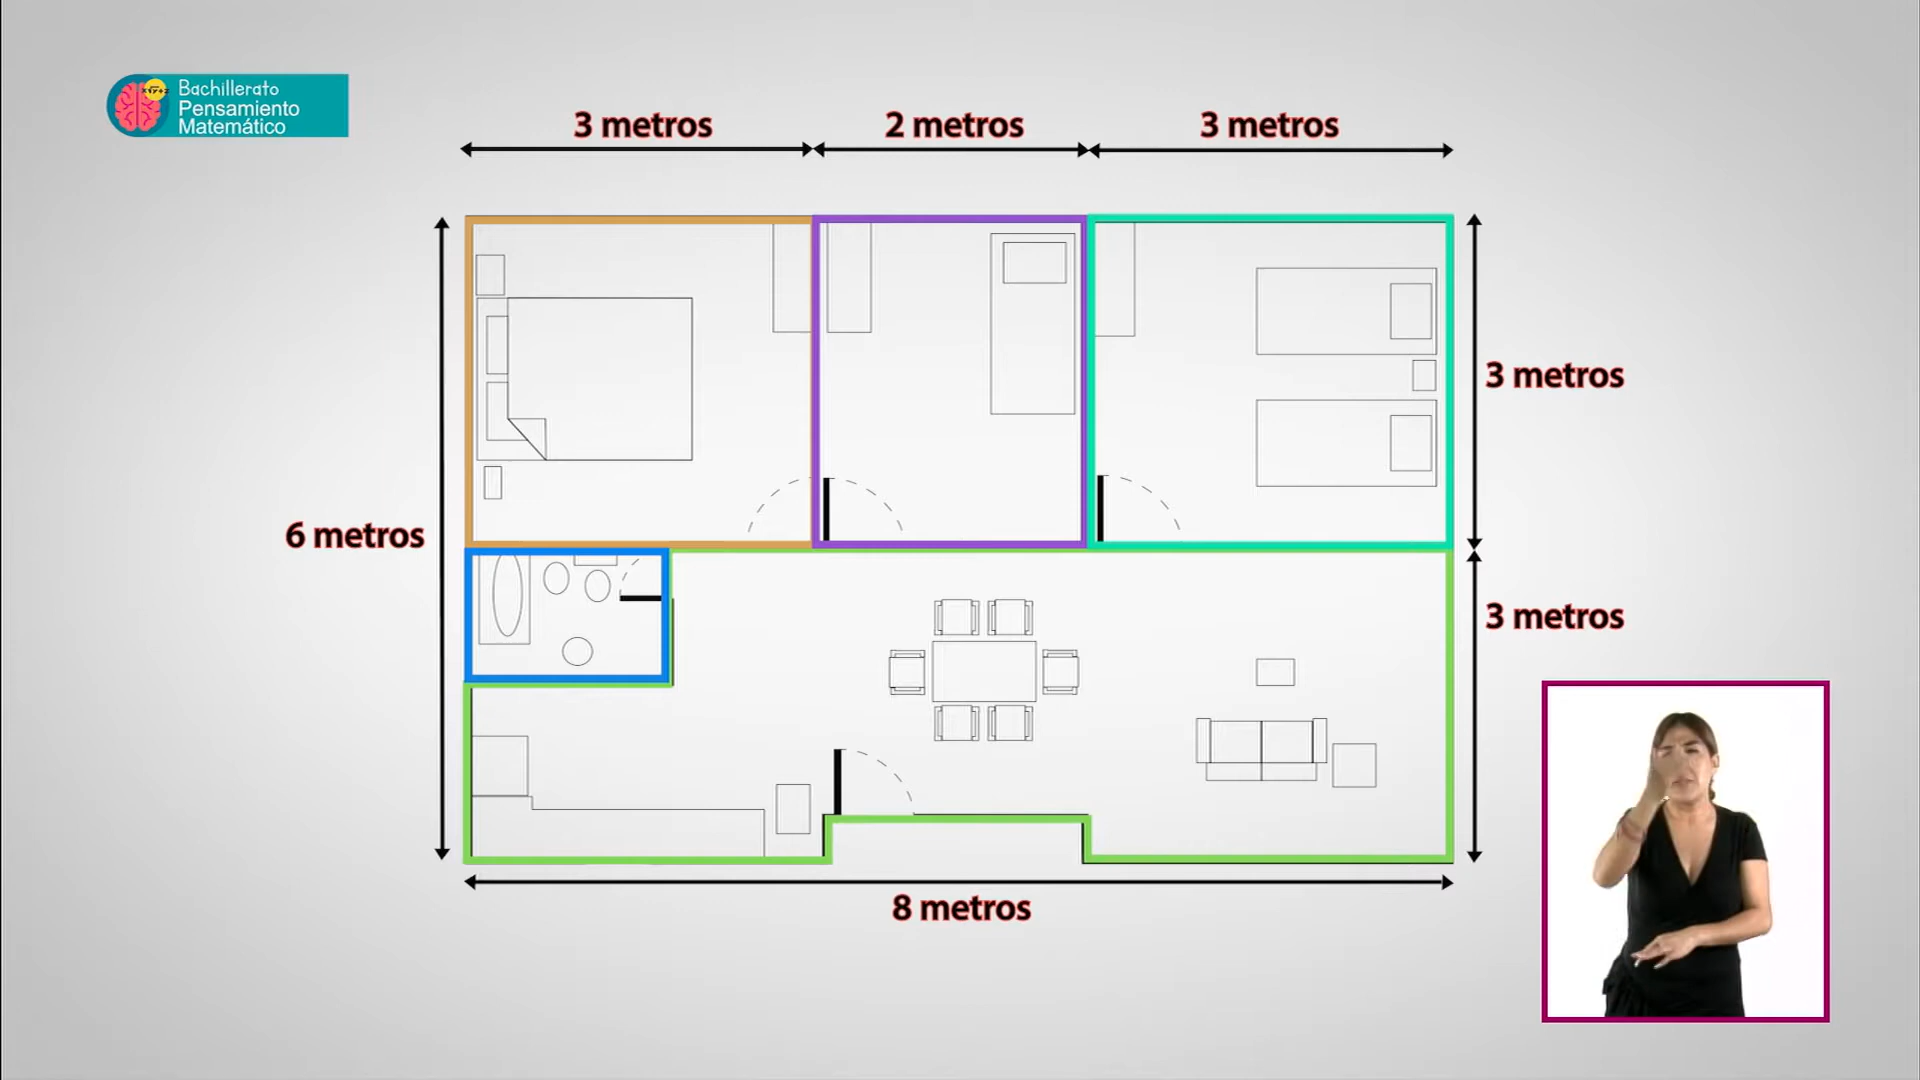 Bachillerato
Pensamiento
Matemático
3 metros
2 metros
3 metros
6 metros
3 metros
3 metros
8 metros